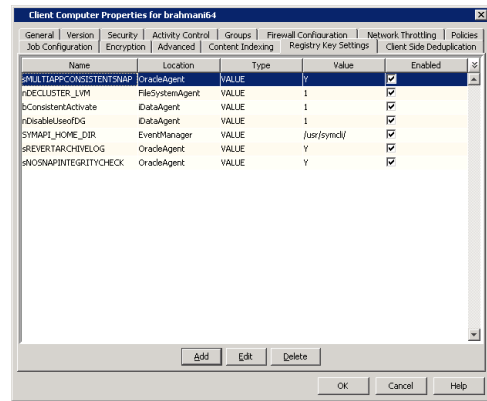 Client Computer Properties for brahmani64
General Version Security Activity Control Groups Firewall Configuration Network Throttling Policies
Job Configuration Encryption Advanced Content Indexing Registry Key Settings Client Side Deduplication
Name Location Type Value Enabled
sMULTIAPPCONSISTENTSNAP OracleAgent VALUE Y
nDECLUSTER_LVM FileSystemAgent VALUE 1
bConsistentActivate iDataAgent VALUE 1
nDisableUseofDG iDataAgent VALUE 1
SYMAPI_HOME_DIR EventManager VALUE /usr/symcli/
sREVERTARCHIVELOG OracleAgent VALUE Y
sNOSNAPINTEGRITYCHECK OracleAgent VALUE Y
Add Edit Delete
OK Cancel Help